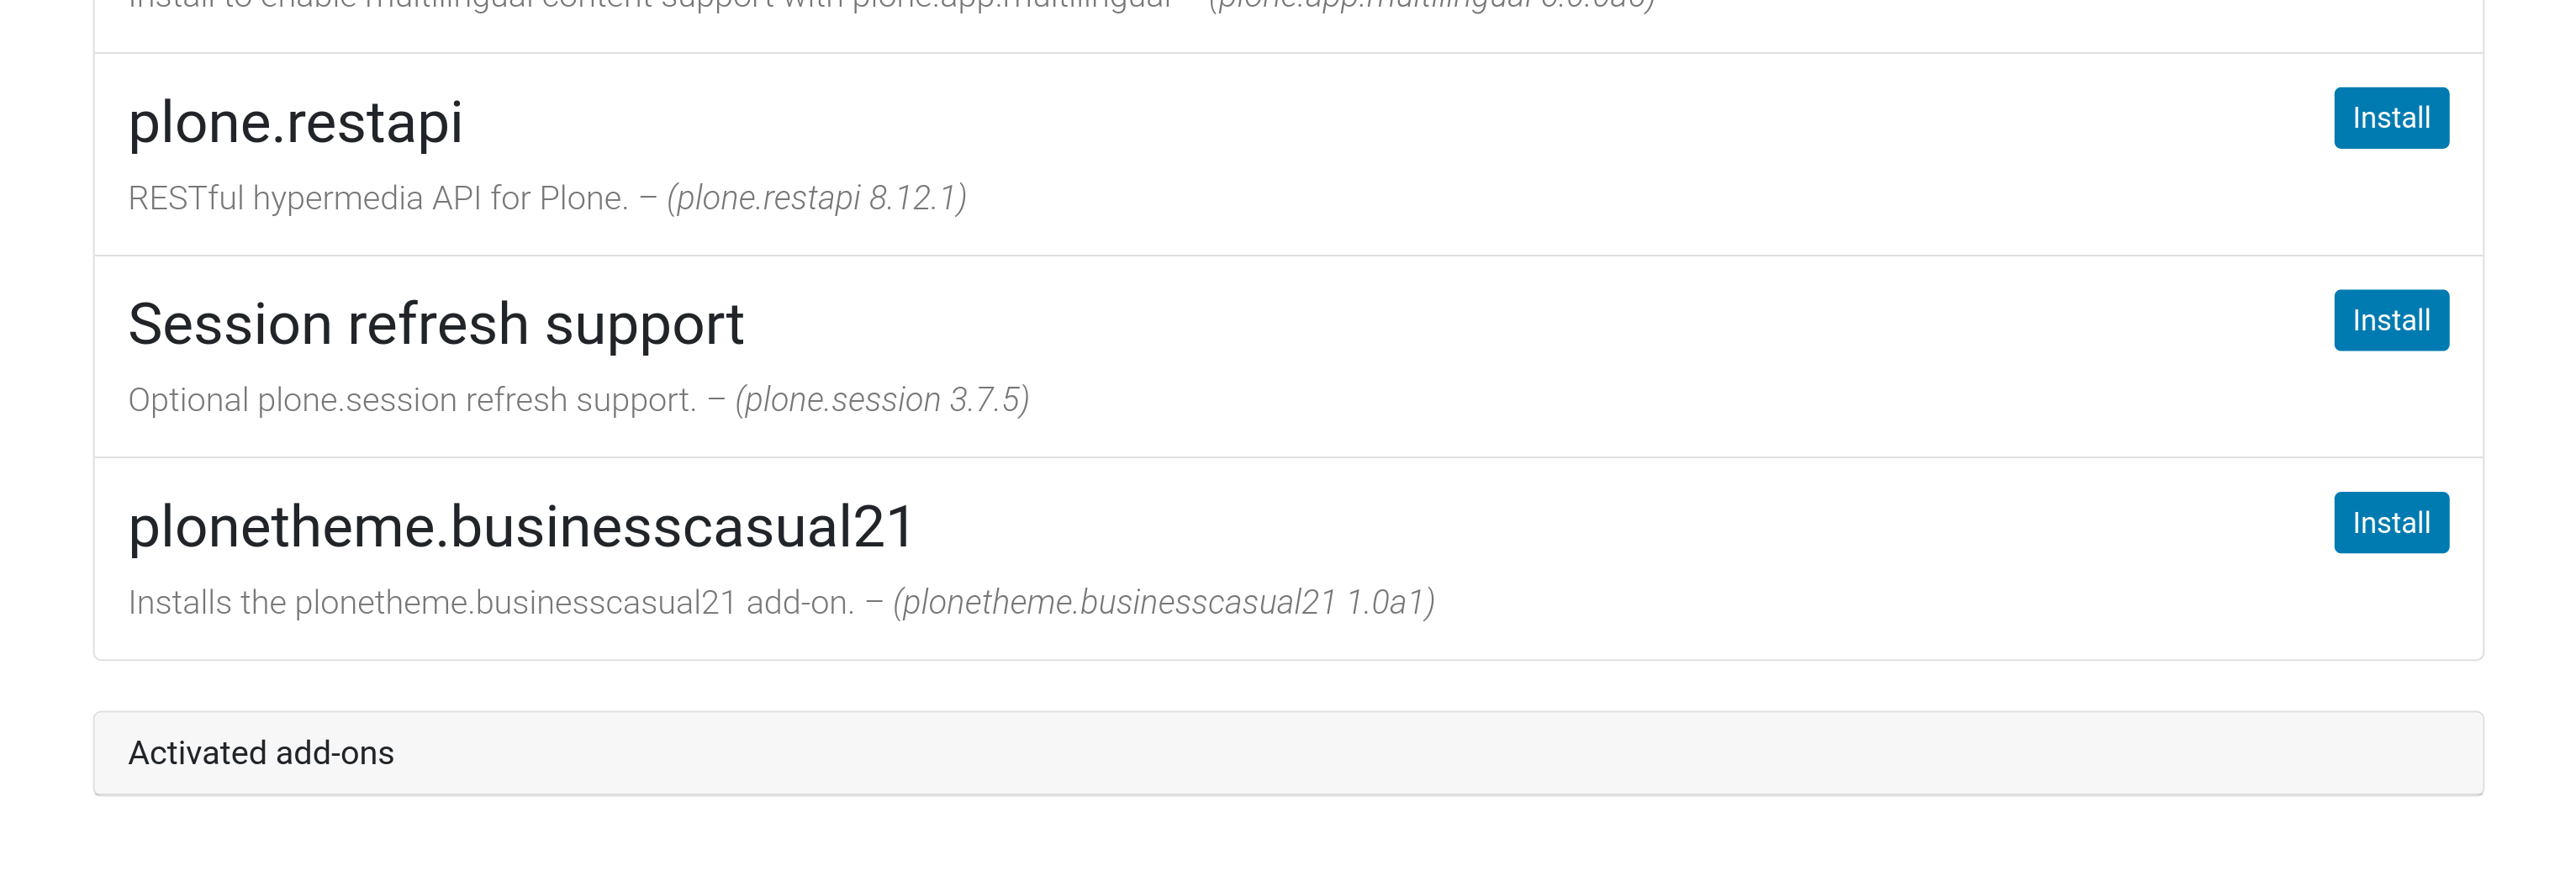 Install to enable multilingual content support with plone.app.multilingual – (plone.app.multilingual
plone.restapi
Install
RESTful hypermedia API for Plone. – (plone.restapi 8.12.1)
Session refresh support
Install
Optional plone.session refresh support. – (plone.session 3.7.5)
plonetheme.businesscasual21
Install
Installs the plonetheme.businesscasual21 add-on. – (plonetheme.businesscasual21 1.0a1)
Activated add-ons